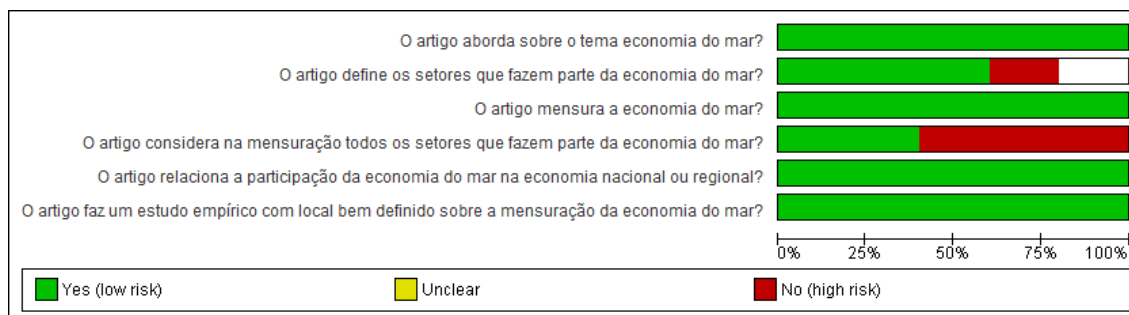 O artigo aborda sobre o tema economia do mar?
O artigo define os setores que fazem parte da economia do mar?
O artigo mensura a economia do mar?
O artigo considera na mensuração todos os setores que fazem parte da economia do mar?
O artigo relaciona a participação da economia do mar na economia nacional ou regional?
O artigo faz um estudo empírico com local bem definido sobre a mensuração da economia do mar?
0% 25% 50% 75% 100%
Yes (low risk) Unclear No (high risk)